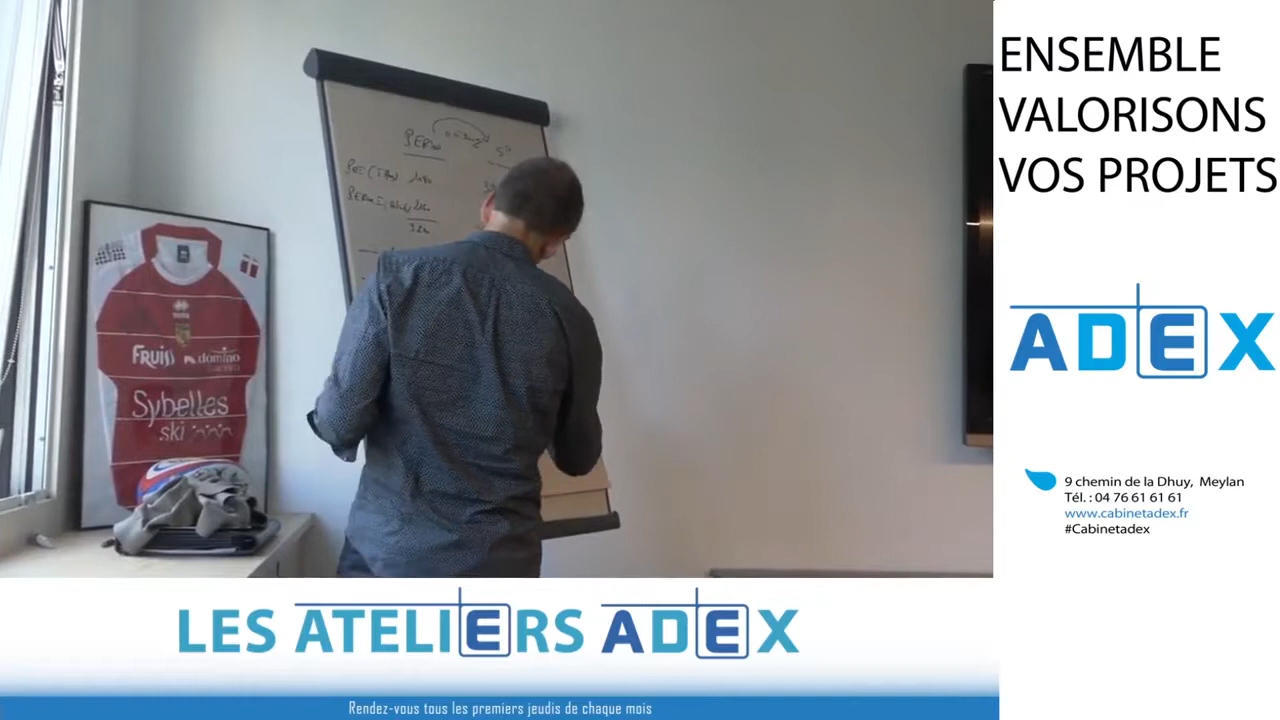 ENSEMBLE
VALORISONS
VOS PROJETS
ADEX
9 chemin de la Dhuy, Meylan
Tél. : 04 76 61 61 61
www.cabinetadex.fr
#Cabinetadex
FRUISS domino
Sybelles
ski
LES ATELIERS ADEX
Rendez-vous tous les premiers jeudis de chaque mois